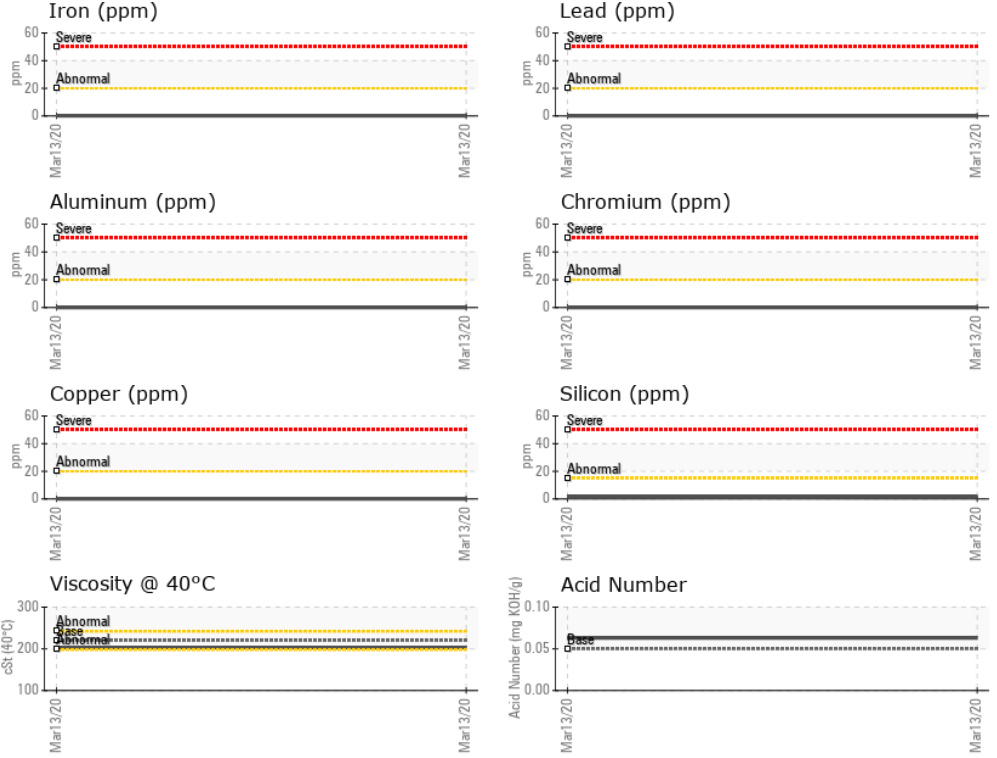 Iron (ppm)
60
Severe
40
ppm
Abnormal
20
0
Mar13/20
Mar13/20
Lead (ppm)
60
Severe
40
ppm
Abnormal
20
0
Mar13/20
Mar13/20
Aluminum (ppm)
60
Severe
40
ppm
Abnormal
20
0
Mar13/20
Mar13/20
Chromium (ppm)
60
Severe
40
ppm
Abnormal
20
0
Mar13/20
Mar13/20
Copper (ppm)
60
Severe
40
ppm
Abnormal
20
0
Mar13/20
Mar13/20
Silicon (ppm)
60
Severe
40
ppm
Abnormal
20
0
Mar13/20
Mar13/20
Viscosity @ 40°C
300
Abnormal
Base
Abnormal
cSt (40°C)
200
100
Mar13/20
Mar13/20
Acid Number
0.10
Acid Number (mg KOH/g)
Base
0.05
0.00
Mar13/20
Mar13/20